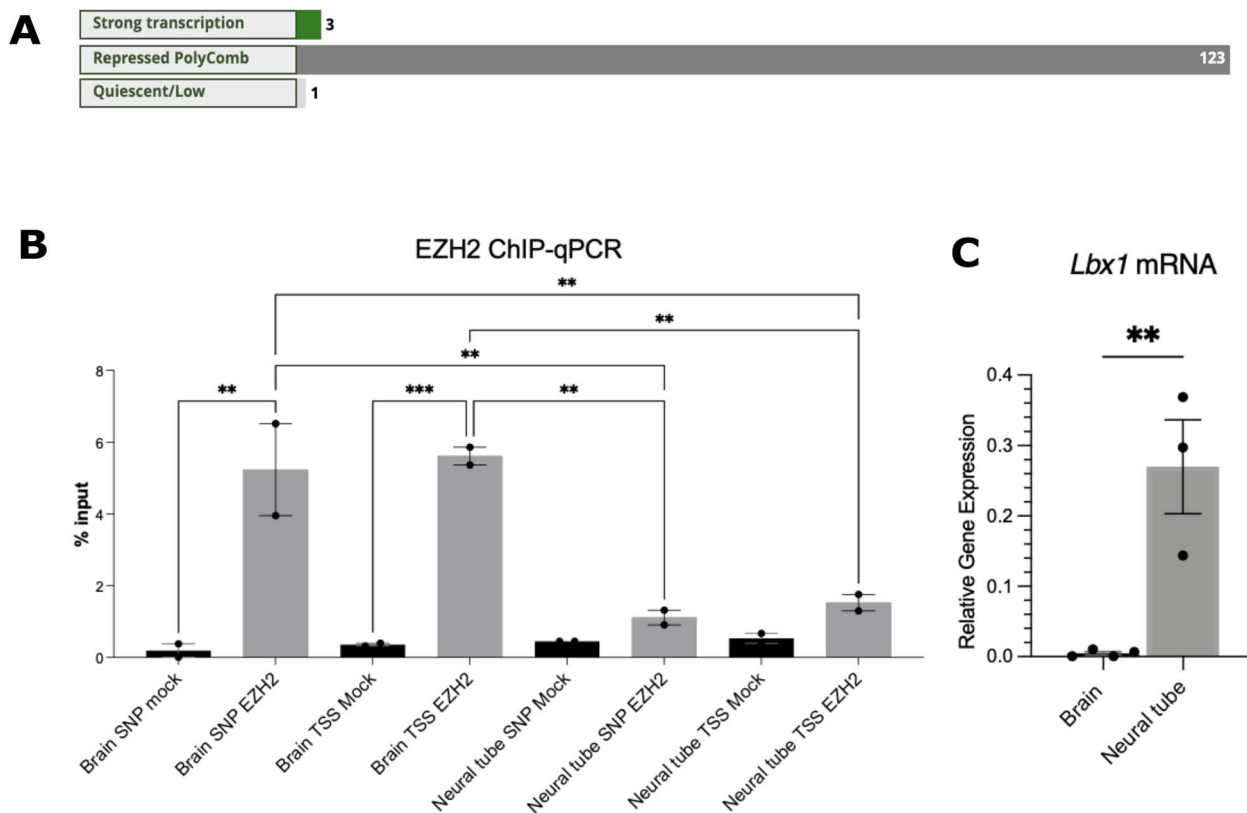 A
Strong transcription 3
Repressed PolyComb 123
Quiescent/Low 1
B
EZH2 ChIP-qPCR
**
**
**
**
***
**
% input
8
6
4
2
0
Brain SNP mock
Brain SNP EZH2
Brain TSS Mock
Brain TSS EZH2
Neural tube SNP Mock
Neural tube SNP EZH2
Neural tube TSS Mock
Neural tube TSS EZH2
C
Lbx1 mRNA
**
Relative Gene Expression
0.4
0.3
0.2
0.1
0.0
Brain
Neural tube